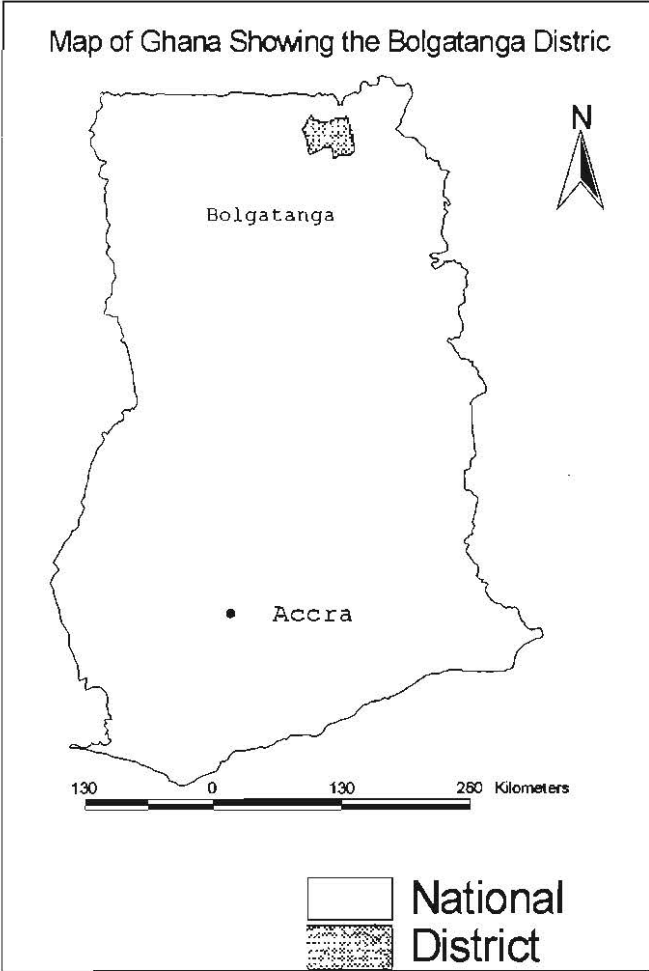 Map of Ghana Showing the Bolgatanga Distric
N
Bolgatanga
Accra
130 0 130 260 Kilometers
National
District